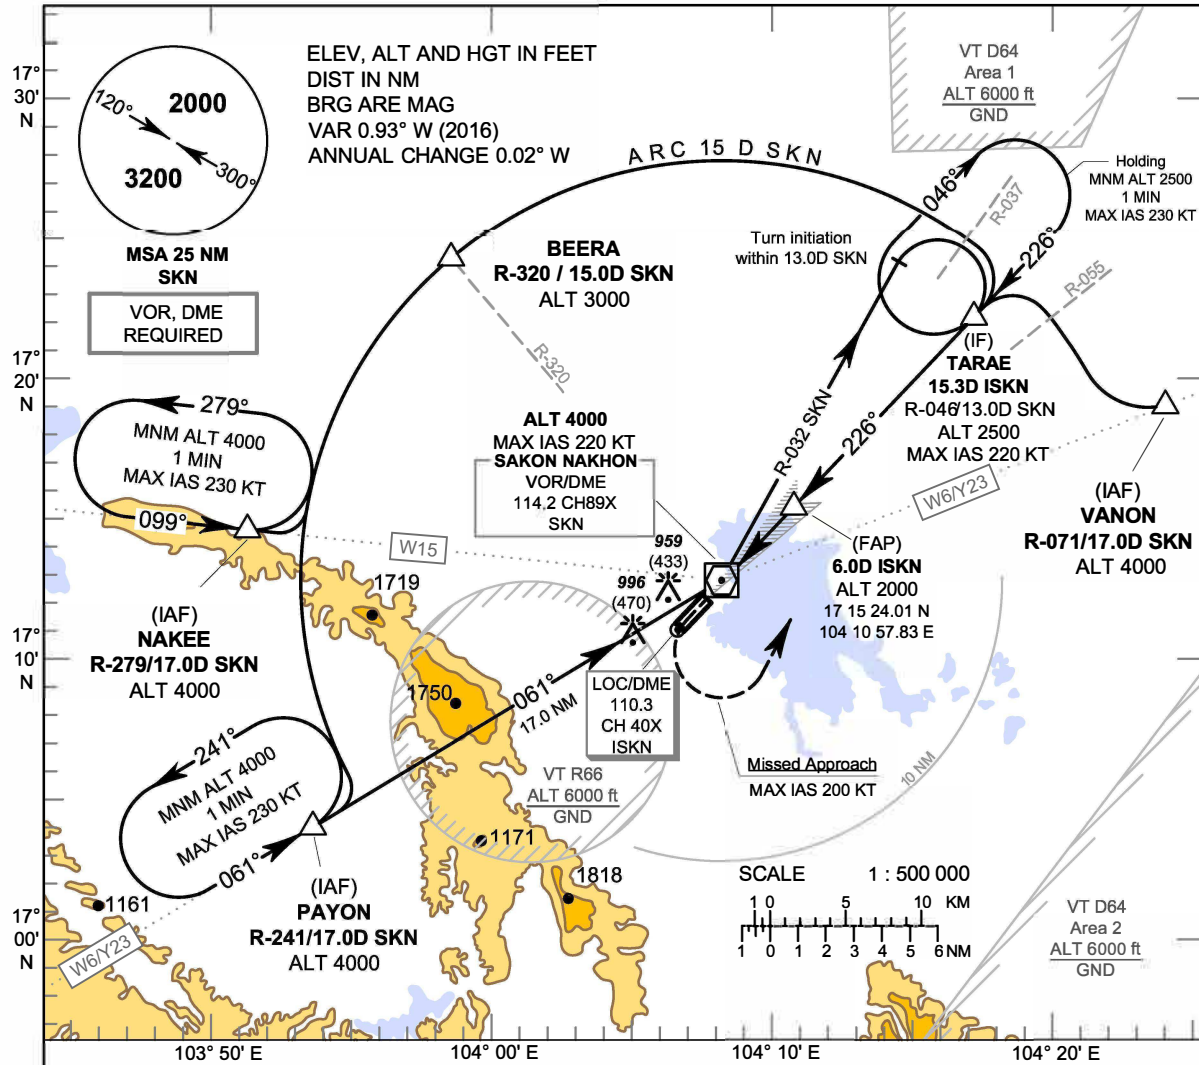 17°
30'
N
17°
20'
N
17°
10'
N
17°
00'
N
103°50' E
104°00' E
104°10' E
104°20' E
2000
3200
120°
300°
MSA 25 NM
SKN
VOR, DME
REQUIRED
ELEV, ALT AND HGT IN FEET
DIST IN NM
BRG ARE MAG
VAR 0.93° W (2016)
ANNUAL CHANGE 0.02° W
ARC 15 D SKN
VT D64
Area 1
ALT 6000 ft
GND
Holding
MNM ALT 2500
1 MIN
MAX IAS 230 KT
046°
R-037
226°
R-055
Turn initiation
within 13.0D SKN
BEERA
R-320 / 15.0D SKN
ALT 3000
R-320
(IF)
TARAE
15.3D ISKN
R-046/13.0D SKN
ALT 2500
MAX IAS 220 KT
R-032 SKN
226°
279°
MNM ALT 4000
1 MIN
MAX IAS 230 KT
099°
ALT 4000
MAX IAS 220 KT
SAKON NAKHON
VOR/DME
114.2 CH89X
SKN
W6/Y23
(IAF)
VANON
R-071/17.0D SKN
ALT 4000
W15
959
(433)
996
(470)
(FAP)
6.0D ISKN
ALT 2000
17 15 24.01 N
104 10 57.83 E
1719
(IAF)
NAKEE
R-279/17.0D SKN
ALT 4000
1750
061°
17.0 NM
LOC/DME
110.3
CH 40X
ISKN
241°
MNM ALT 4000
1 MIN
MAX IAS 230 KT
061°
VT R66
ALT 6000 ft
GND
Missed Approach
MAX IAS 200 KT
10 NM
1171
1818
1161
(IAF)
PAYON
R-241/17.0D SKN
ALT 4000
W6/Y23
SCALE 1 : 500 000
1 0 5 10 KM
1 0 1 2 3 4 5 6 NM
VT D64
Area 2
ALT 6000 ft
GND